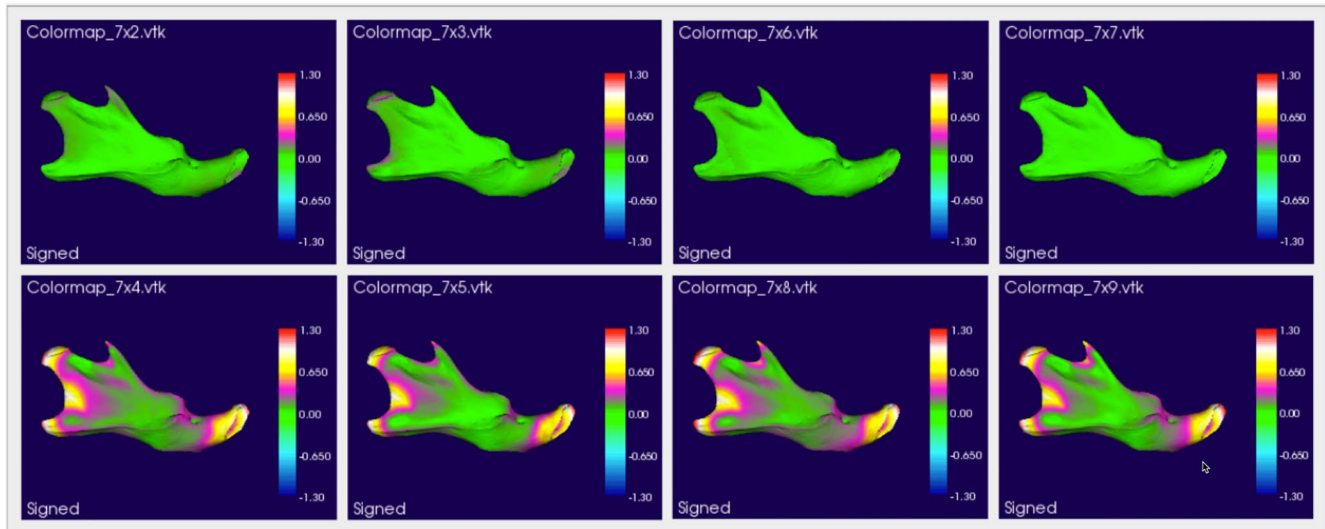 Colormap_7x2.vtk
1.30
0.650
0.00
-0.650
-1.30
Signed
Colormap_7x3.vtk
1.30
0.650
0.00
-0.650
-1.30
Signed
Colormap_7x6.vtk
1.30
0.650
0.00
-0.650
-1.30
Signed
Colormap_7x7.vtk
1.30
0.650
0.00
-0.650
-1.30
Signed
Colormap_7x4.vtk
1.30
0.650
0.00
-0.650
-1.30
Signed
Colormap_7x5.vtk
1.30
0.650
0.00
-0.650
-1.30
Signed
Colormap_7x8.vtk
1.30
0.650
0.00
-0.650
-1.30
Signed
Colormap_7x9.vtk
1.30
0.650
0.00
-0.650
-1.30
Signed